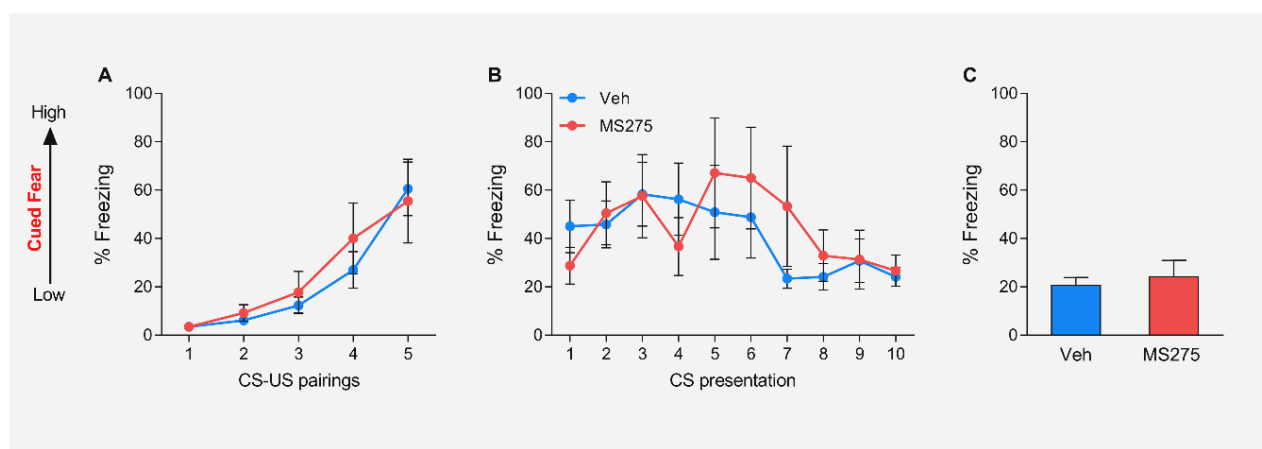 A
B
C
High
Cued Fear
Low
% Freezing
100
80
60
40
20
0
1 2 3 4 5
CS-US pairings
Veh
MS275
% Freezing
100
80
60
40
20
0
1 2 3 4 5 6 7 8 9 10
CS presentation
% Freezing
100
80
60
40
20
0
Veh MS275